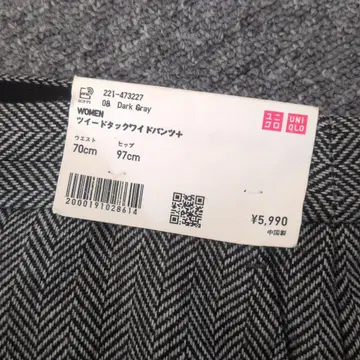 221-473227
08 Dark Gray
WOMEN
ツイードタックワイドパンツ+
ウエスト ヒップ
70cm 97cm
ユニクロ
UNIQLO
2000191028614
¥5,990
中国製